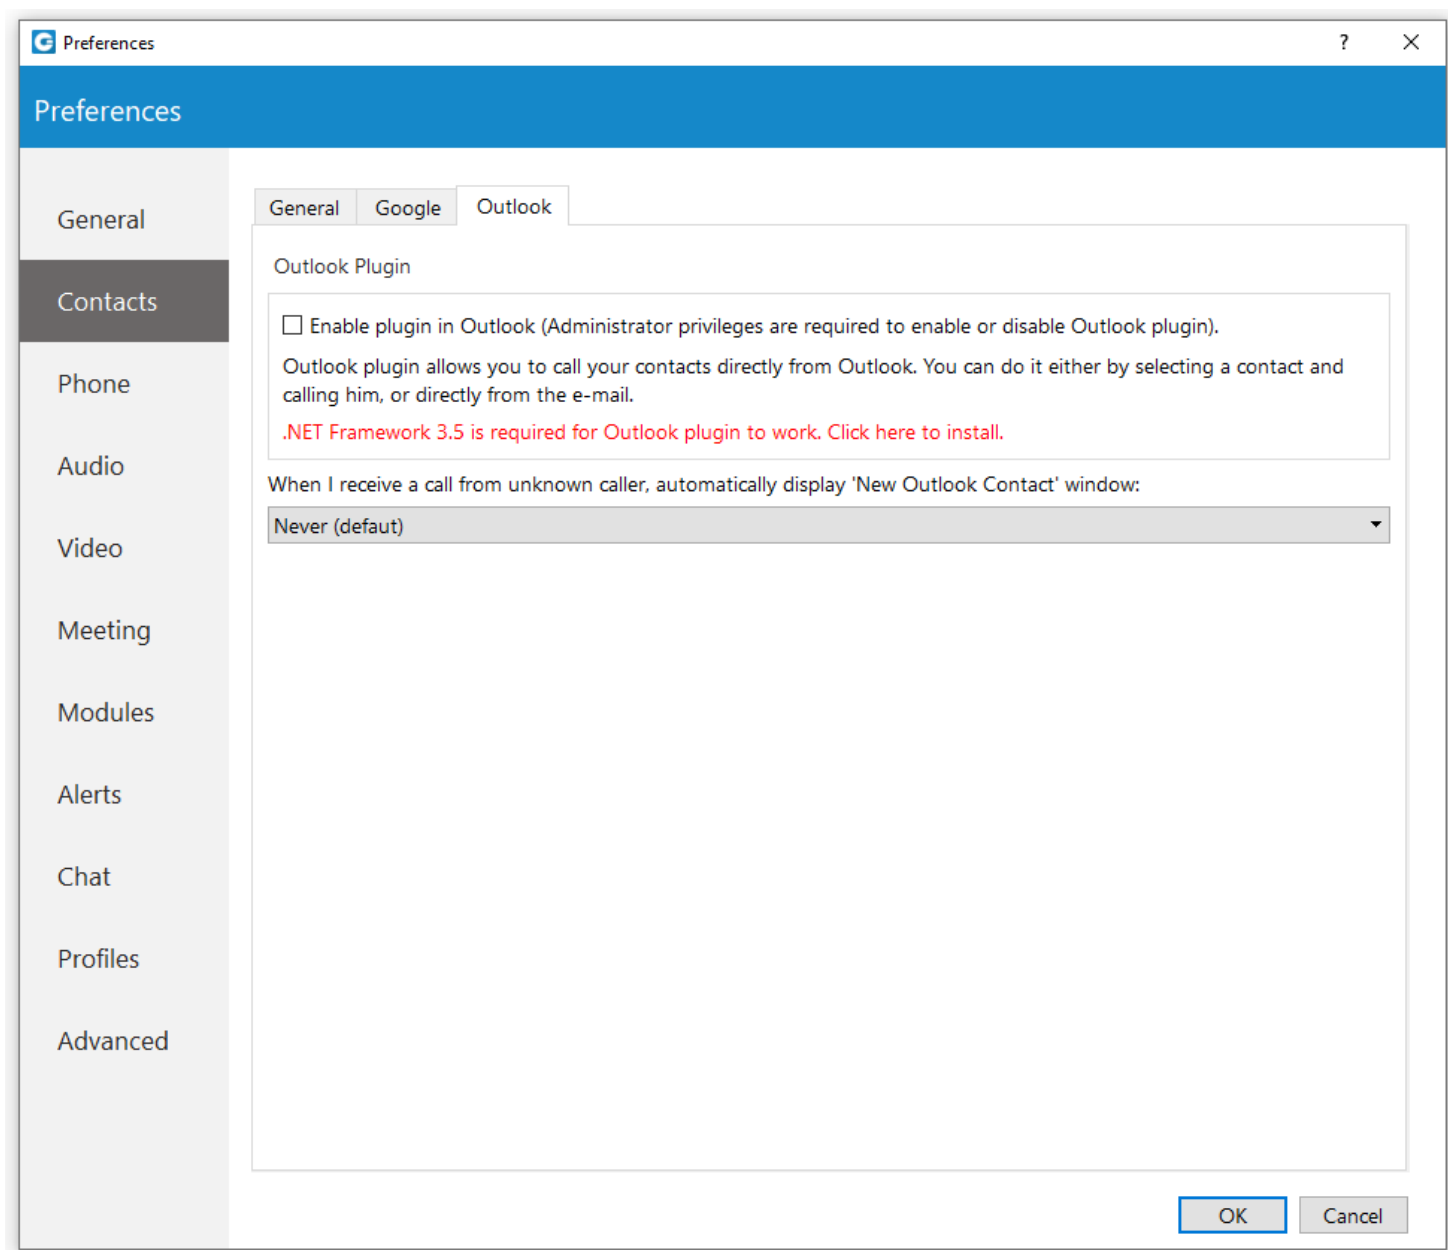 Preferences
?
Preferences
General
Contacts
Phone
Audio
Video
Meeting
Modules
Alerts
Chat
Profiles
Advanced
General Google Outlook
Outlook Plugin
Enable plugin in Outlook (Administrator privileges are required to enable or disable Outlook plugin).
Outlook plugin allows you to call your contacts directly from Outlook. You can do it either by selecting a contact and
calling him, or directly from the e-mail.
.NET Framework 3.5 is required for Outlook plugin to work. Click here to install.
When I receive a call from unknown caller, automatically display 'New Outlook Contact' window:
Never (defaut)
OK Cancel